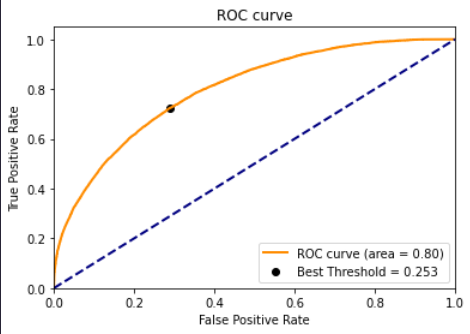 ROC curve
1.0
0.8
0.6
0.4
0.2
0.0
True Positive Rate
ROC curve (area = 0.80)
Best Threshold = 0.253
0.0 0.2 0.4 0.6 0.8 1.0
False Positive Rate